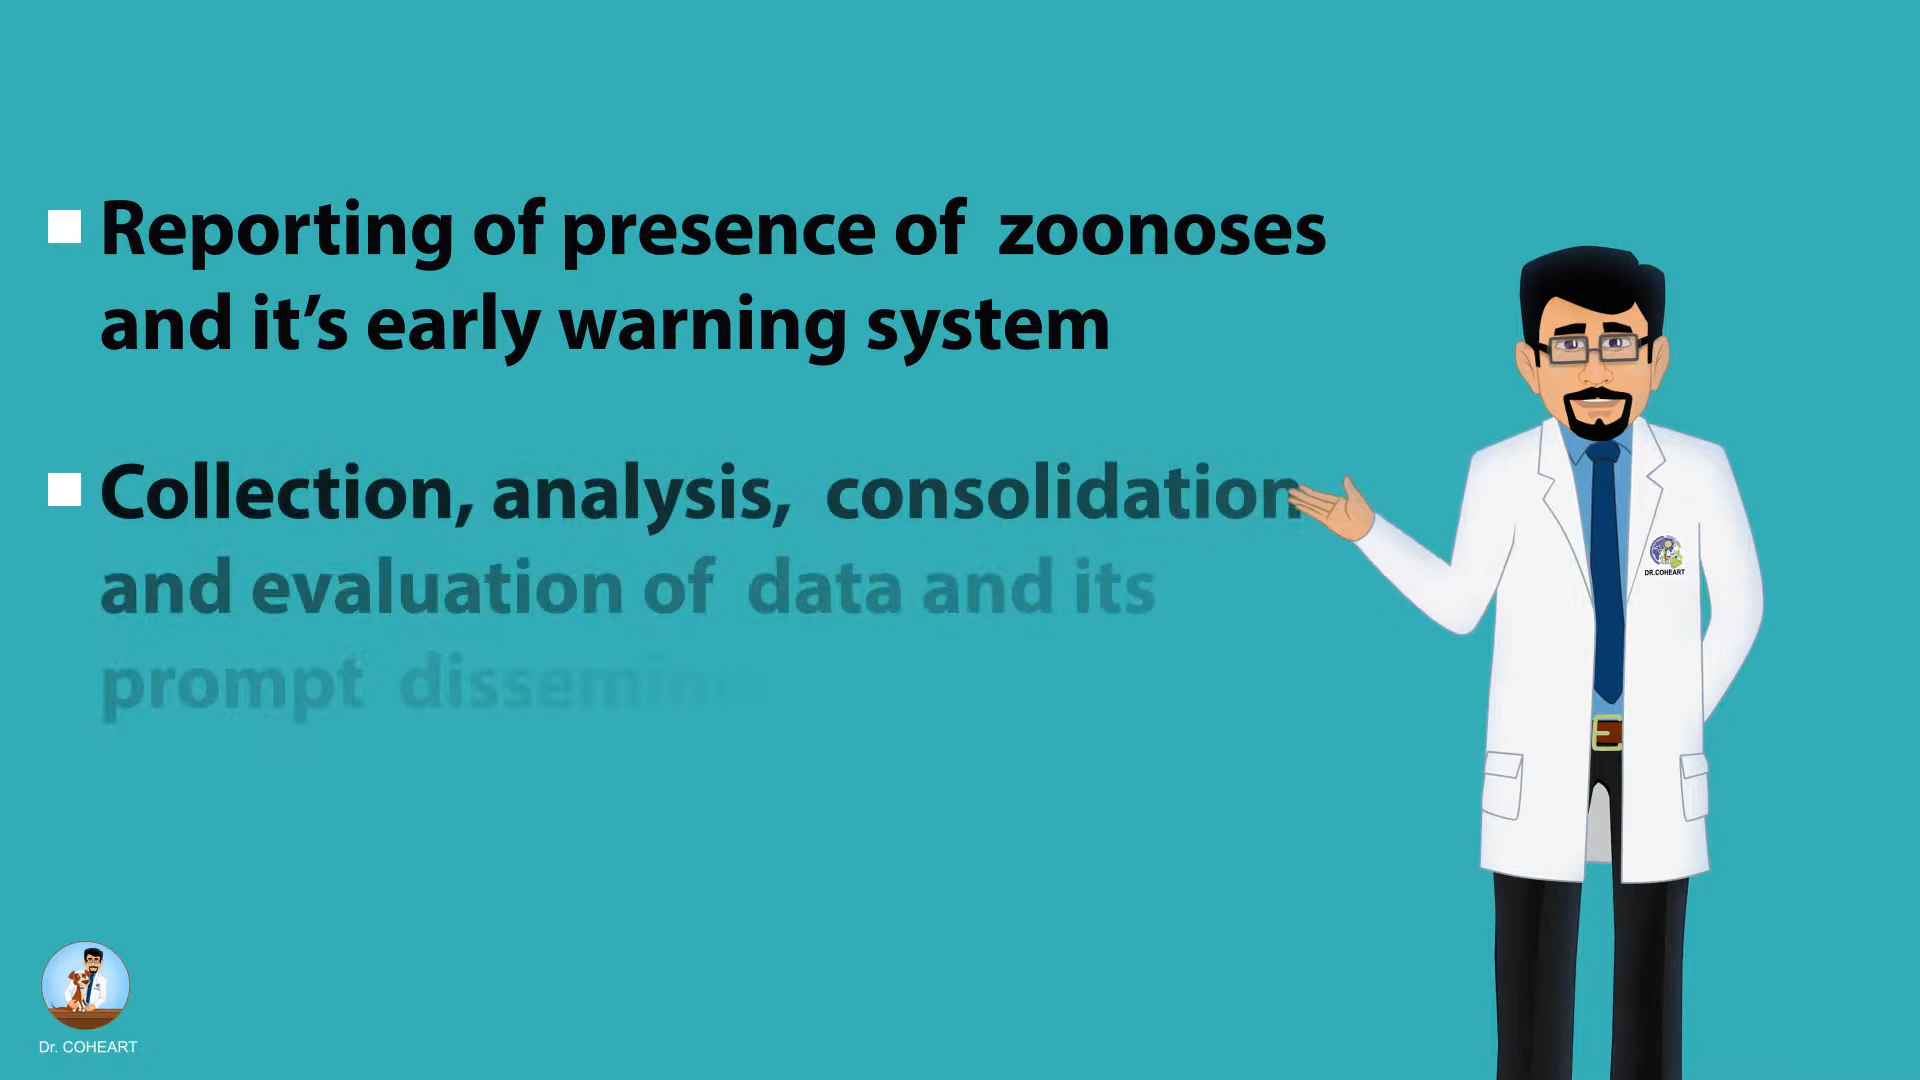 Reporting of presence of zoonoses
and it’s early warning system
Collection, analysis, consolidation
and evaluation of data and its
prompt
DR.COHEART
Dr. COHEART